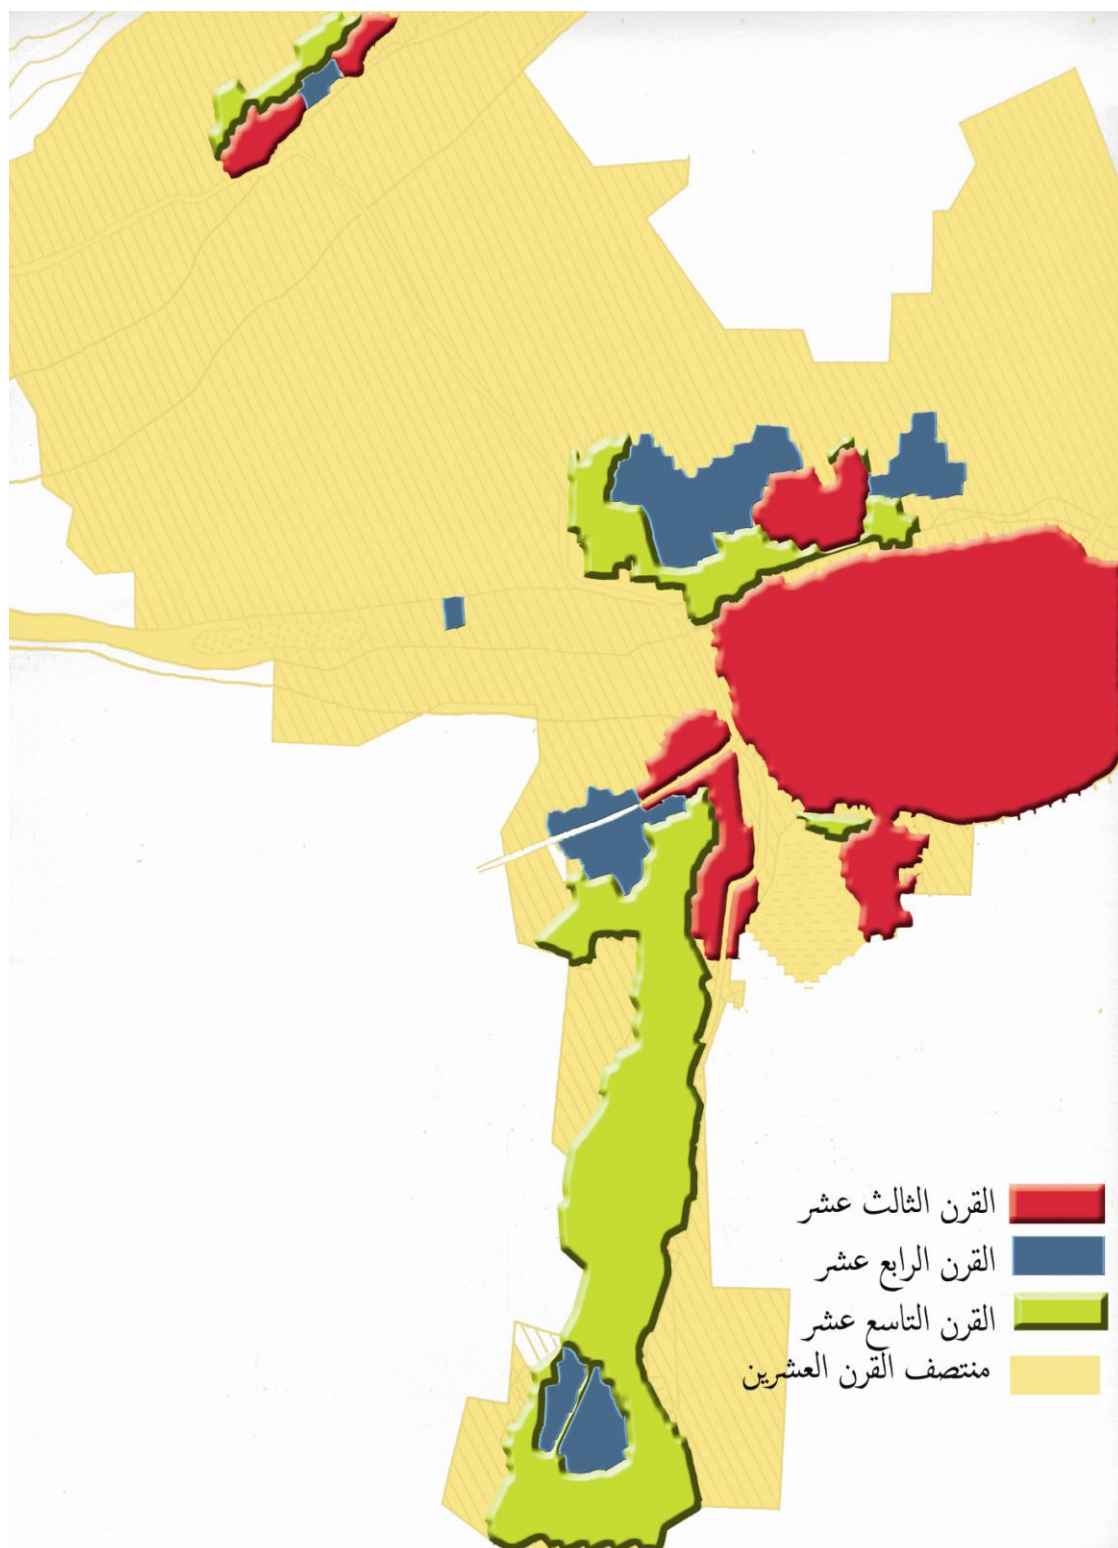 القرن الثالث عشر
القرن الرابع عشر
القرن التاسع عشر
منتصف القرن العشرين